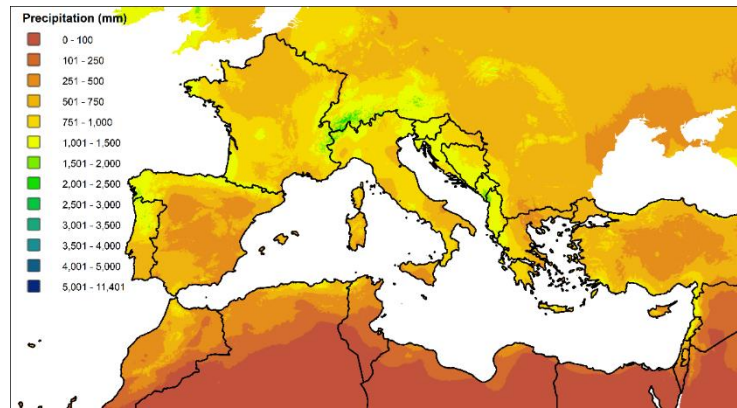 Precipitation (mm)
0 - 100
101 - 250
251 - 500
501 - 750
751 - 1,000
1,001 - 1,500
1,501 - 2,000
2,001 - 2,500
2,501 - 3,000
3,001 - 3,500
3,501 - 4,000
4,001 - 5,000
5,001 - 11,401